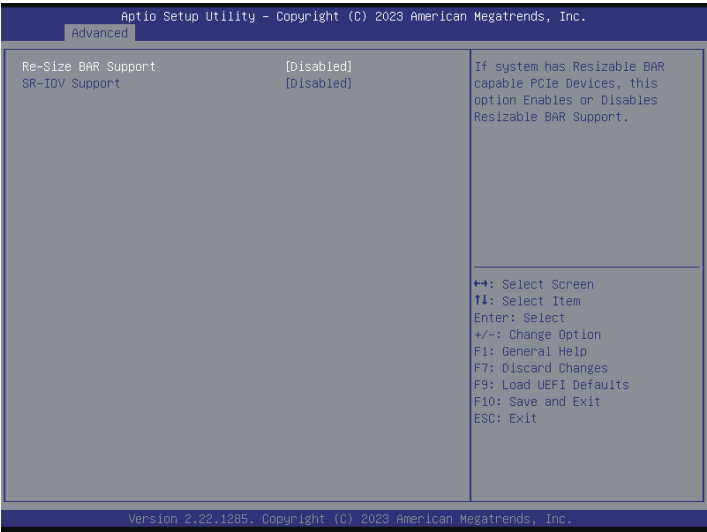 Aptio Setup Utility – Copyright (C) 2023 American Megatrends, Inc.
Advanced
Re-Size BAR Support [Disabled]
SR-IOV Support [Disabled]
If system has Resizable BAR
capable PCIe Devices, this
option Enables or Disables
Resizable BAR Support.
↔: Select Screen
↑↓: Select Item
Enter: Select
+/-: Change Option
F1: General Help
F7: Discard Changes
F9: Load UEFI Defaults
F10: Save and Exit
ESC: Exit
Version 2.22.1285. Copyright (C) 2023 American Megatrends, Inc.